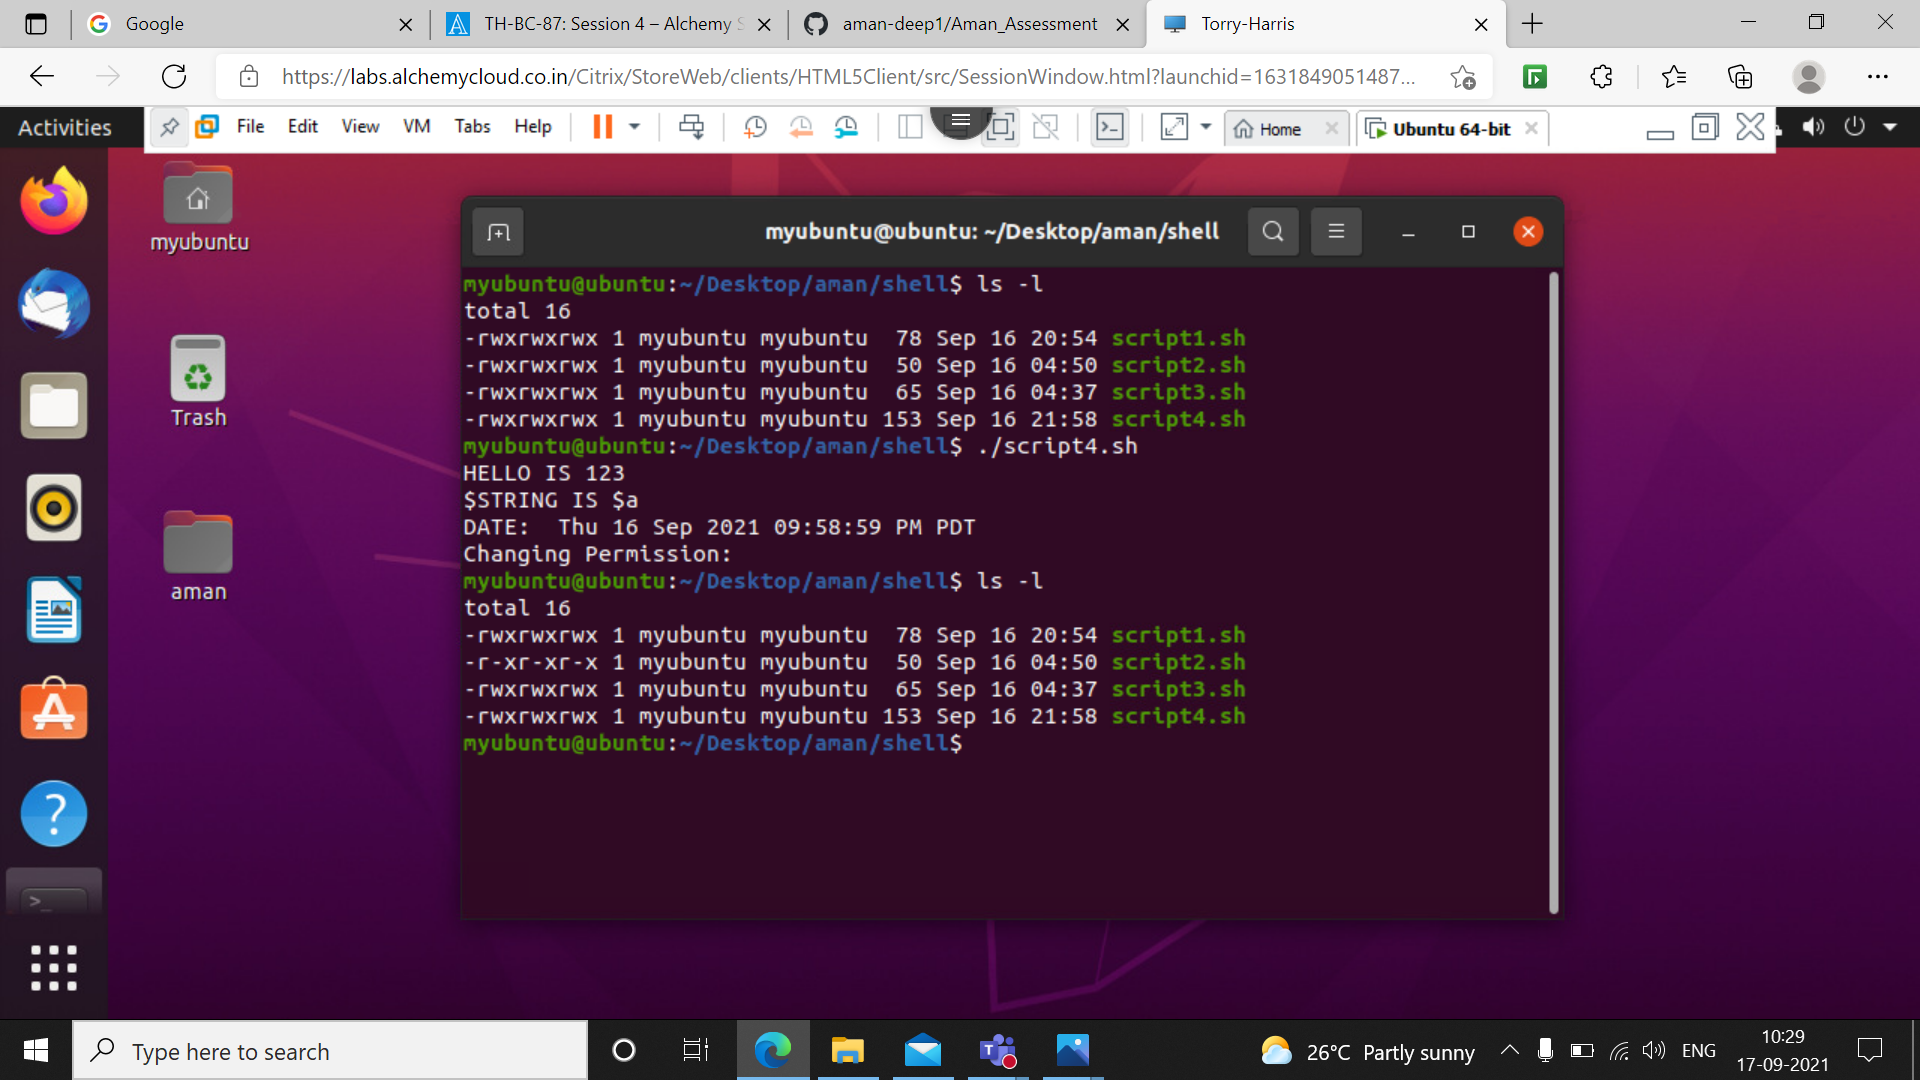 Google
TH-BC-87: Session 4 – Alchemy S
aman-deep1/Aman_Assessment
Torry-Harris
https://labs.alchemycloud.co.in/Citrix/StoreWeb/clients/HTML5Client/src/SessionWindow.html?launchid=1631849051487...
Activities
File Edit View VM Tabs Help
Home
Ubuntu 64-bit
myubuntu
Trash
aman
myubuntu@ubuntu: ~/Desktop/aman/shell
myubuntu@ubuntu:~/Desktop/aman/shell$ ls -l
total 16
-rwxrwxrwx 1 myubuntu myubuntu  78 Sep 16 20:54 script1.sh
-rwxrwxrwx 1 myubuntu myubuntu  50 Sep 16 04:50 script2.sh
-rwxrwxrwx 1 myubuntu myubuntu  65 Sep 16 04:37 script3.sh
-rwxrwxrwx 1 myubuntu myubuntu 153 Sep 16 21:58 script4.sh
myubuntu@ubuntu:~/Desktop/aman/shell$ ./script4.sh
HELLO IS 123
$STRING IS $a
DATE:  Thu 16 Sep 2021 09:58:59 PM PDT
Changing Permission:
myubuntu@ubuntu:~/Desktop/aman/shell$ ls -l
total 16
-rwxrwxrwx 1 myubuntu myubuntu  78 Sep 16 20:54 script1.sh
-r-xr-xr-x 1 myubuntu myubuntu  50 Sep 16 04:50 script2.sh
-rwxrwxrwx 1 myubuntu myubuntu  65 Sep 16 04:37 script3.sh
-rwxrwxrwx 1 myubuntu myubuntu 153 Sep 16 21:58 script4.sh
myubuntu@ubuntu:~/Desktop/aman/shell$
Type here to search
26°C Partly sunny
ENG
10:29
17-09-2021